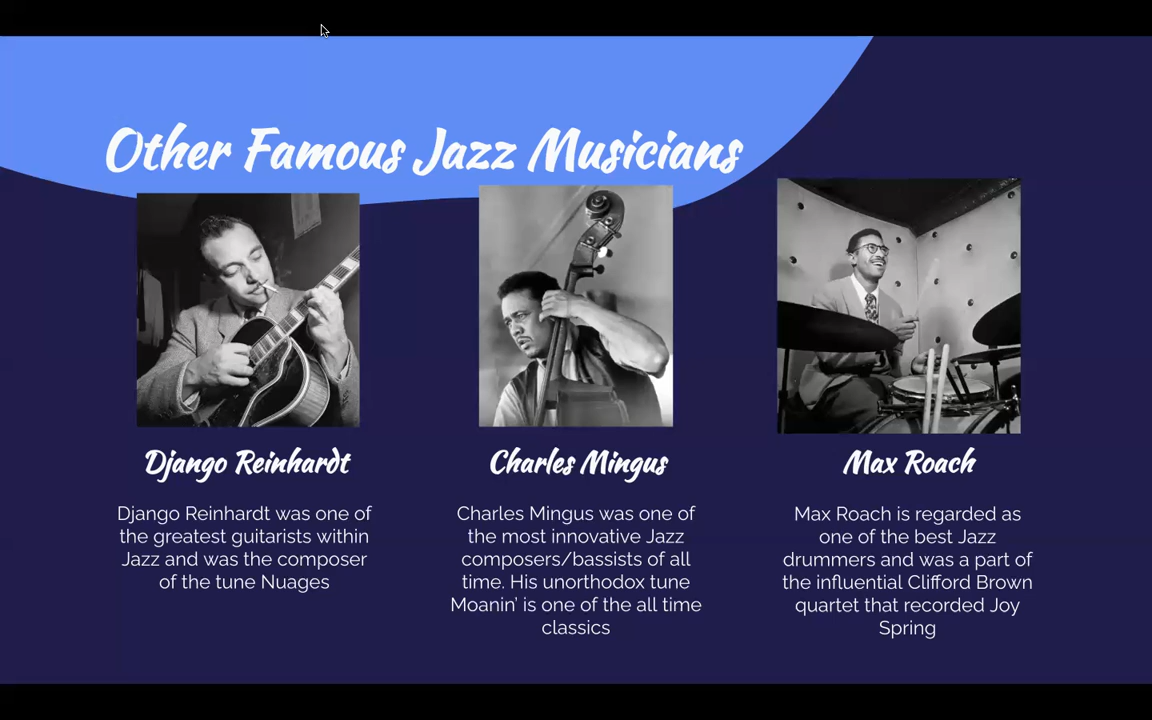 Other Famous Jazz Musicians
Django Reinhardt
Django Reinhardt was one of
the greatest guitarists within
Jazz and was the composer
of the tune Nuages
Charles Mingus
Charles Mingus was one of
the most innovative Jazz
composers/bassists of all
time. His unorthodox tune
Moanin’ is one of the all time
classics
Max Roach
Max Roach is regarded as
one of the best Jazz
drummers and was a part of
the influential Clifford Brown
quartet that recorded Joy
Spring